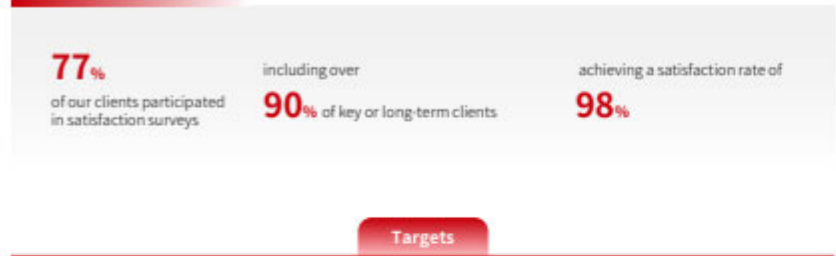 77%
of our clients participated
in satisfaction surveys
including over
90% of key or long-term clients
achieving a satisfaction rate of
98%
Targets